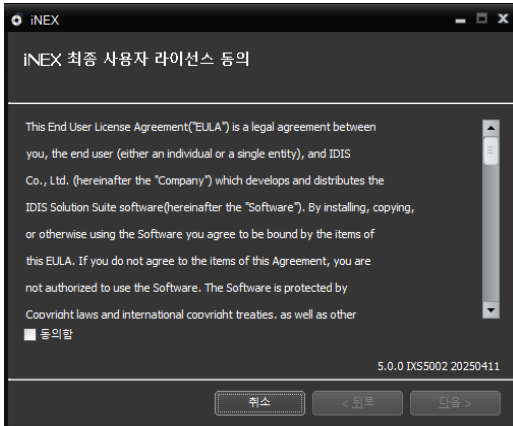 iNEX
iNEX 최종 사용자 라이선스 동의
This End User License Agreement("EULA") is a legal agreement between
you, the end user (either an individual or a single entity), and IDIS
Co., Ltd. (hereinafter the "Company") which develops and distributes the
IDIS Solution Suite software(hereinafter the "Software"). By installing, copying,
or otherwise using the Software you agree to be bound by the items of
this EULA. If you do not agree to the items of this Agreement, you are
not authorized to use the Software. The Software is protected by
Copyright laws and international copyright treaties, as well as other
동의함
5.0.0 IXS5002 20250411
취소
< 뒤로
다음 >